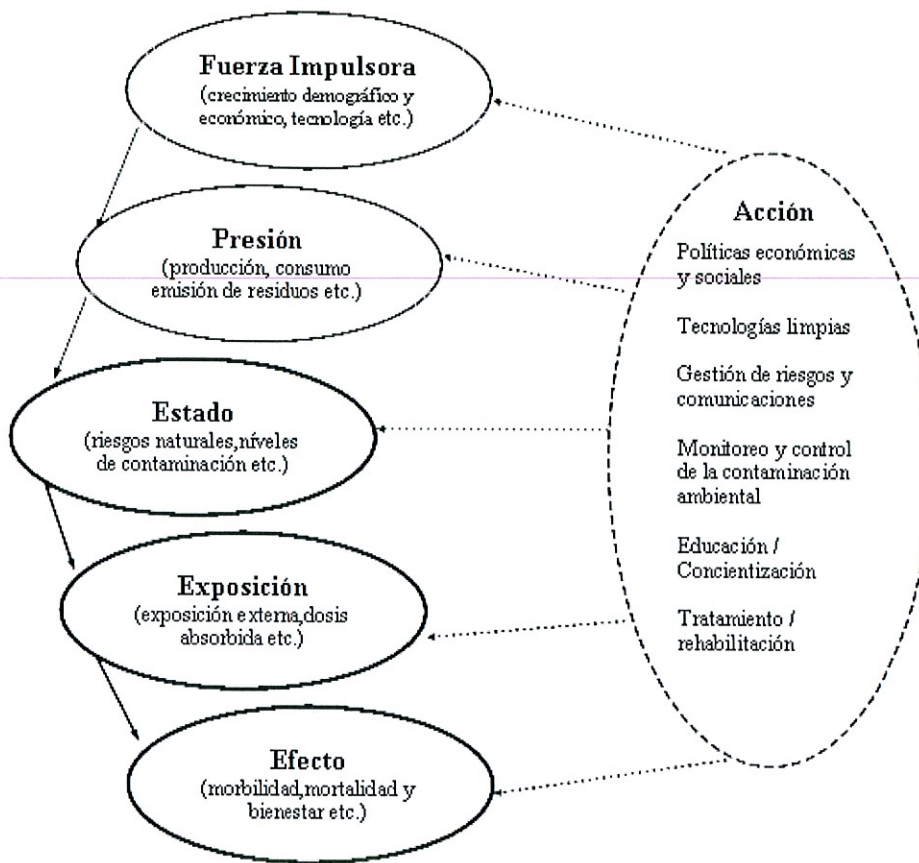 Fuerza Impulsora
(crecimiento demográfico y
económico, tecnología etc.)
Presión
(producción, consumo
emisión de residuos etc.)
Estado
(riesgos naturales,níveles
de contaminación etc.)
Exposición
(exposición externa,dosis
absorbida etc.)
Efecto
(morbilidad,mortalidad y
bienestar etc.)
Acción
Políticas económicas
y sociales
Tecnologías limpias
Gestión de riesgos y
comunicaciones
Monitoreo y control
de la contaminación
ambiental
Educación /
Concientización
Tratamiento /
rehabilitación